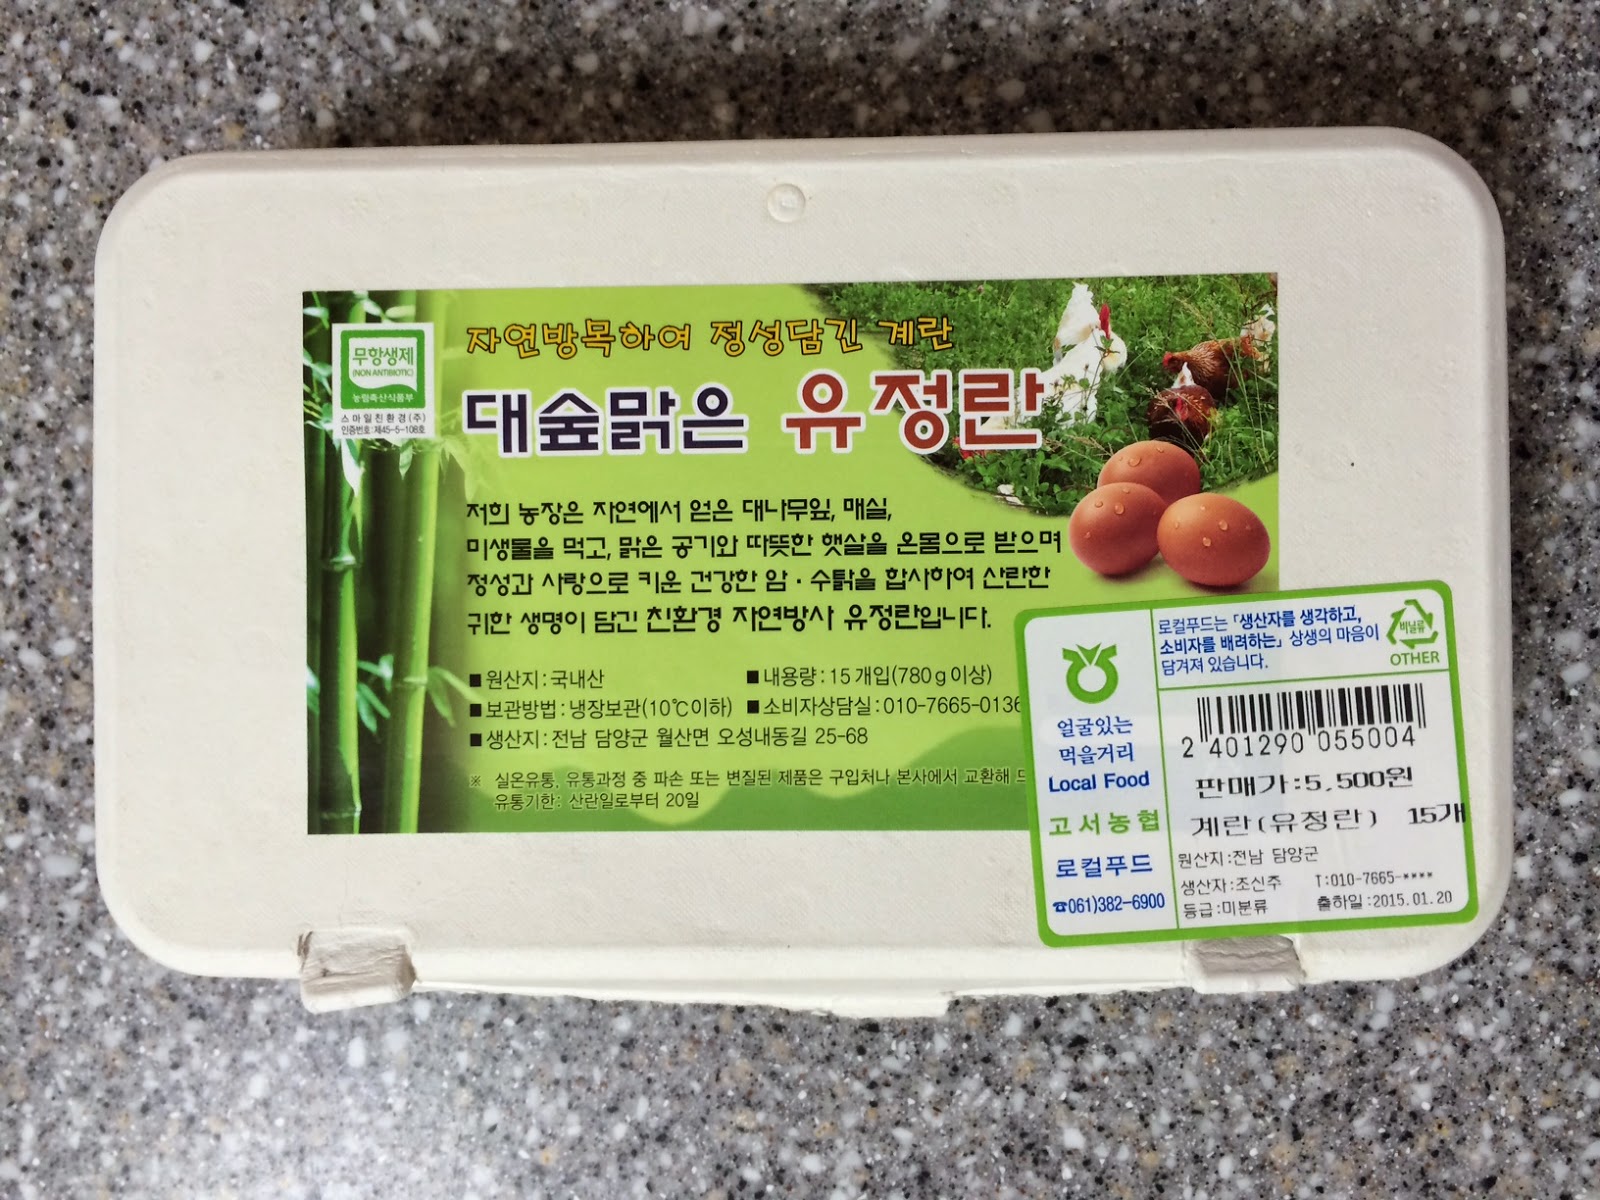 무항생제
(NON ANTIBIOTIC)
농림축산식품부
스마일친환경(주)
인증번호:제45-5-108호
자연방목하여 정성담긴 계란
대숲맑은 유정란
저희 농장은 자연에서 얻은 대나무잎, 매실,
미생물을 먹고, 맑은 공기와 따뜻한 햇살을 온몸으로 받으며
정성과 사랑으로 키운 건강한 암·수탉을 합사하여 산란한
귀한 생명이 담긴 친환경 자연방사 유정란입니다.
■ 원산지:국내산 ■ 내용량:15개입(780g이상)
■ 보관방법:냉장보관(10℃이하) ■ 소비자상담실:010-7665-0136
■ 생산지:전남 담양군 월산면 오성내동길 25-68
※ 실온유통, 유통과정 중 파손 또는 변질된 제품은 구입처나 본사에서 교환해 드
유통기한: 산란일로부터 20일
얼굴있는
먹을거리
Local Food
고서농협
로컬푸드
☎061)382-6900
로컬푸드는 「생산자를 생각하고,
소비자를 배려하는」 상생의 마음이
담겨져 있습니다.
비닐류
OTHER
2 401290 055004
판매가:5,500원
계란(유정란) 15개
원산지:전남 담양군
생산자:조신주 T:010-7665-****
등급:미분류 출하일:2015.01.20